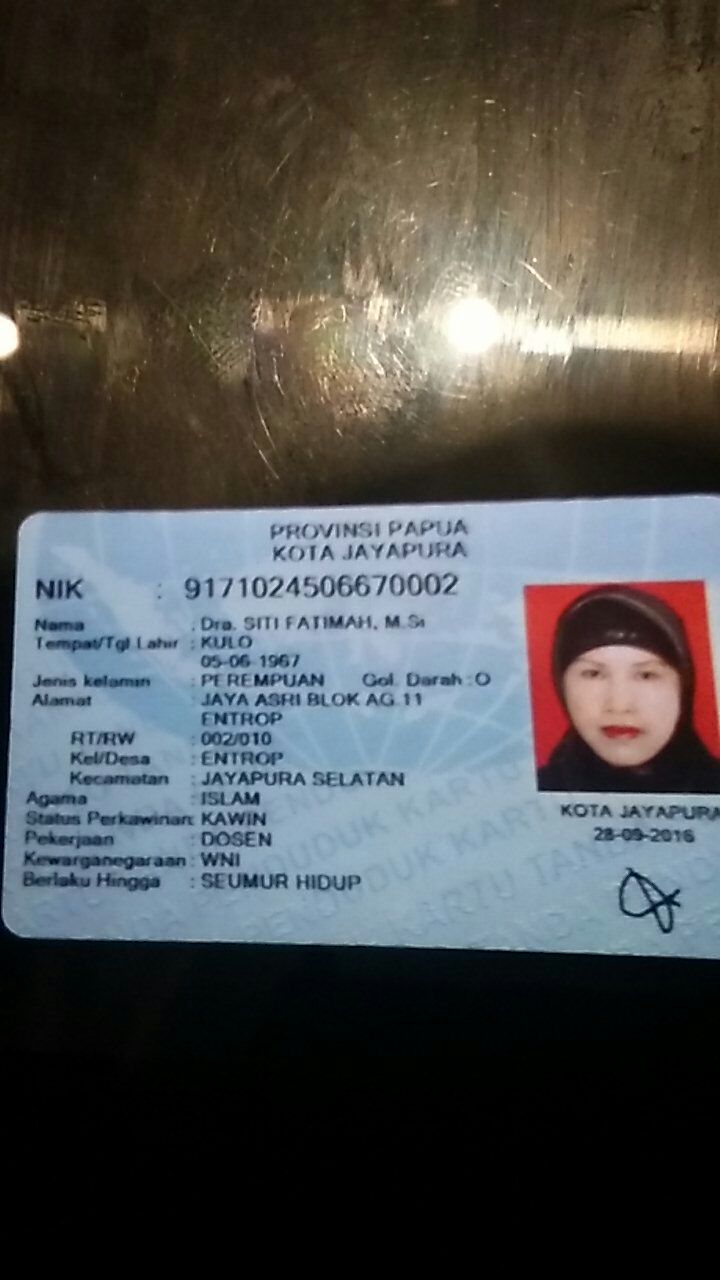 PROVINSI PAPUA
KOTA JAYAPURA
NIK : 9171024506670002
Nama : Dra. SITI FATIMAH, M.Si
Tempat/Tgl Lahir : KULO
05-06-1967
Jenis kelamin : PEREMPUAN Gol. Darah : O
Alamat : JAYA ASRI BLOK AG 11
ENTROP
RT/RW : 002/010
Kel/Desa : ENTROP
Kecamatan : JAYAPURA SELATAN
Agama : ISLAM
Status Perkawinan: KAWIN
Pekerjaan : DOSEN
Kewarganegaraan : WNI
Berlaku Hingga : SEUMUR HIDUP
KOTA JAYAPURA
28-09-2016